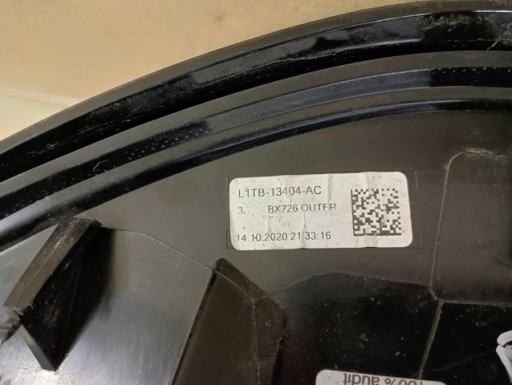 L1TB-13404-AC
3. BX726 OUTER
14.10.2020 21:33:16
100% audit